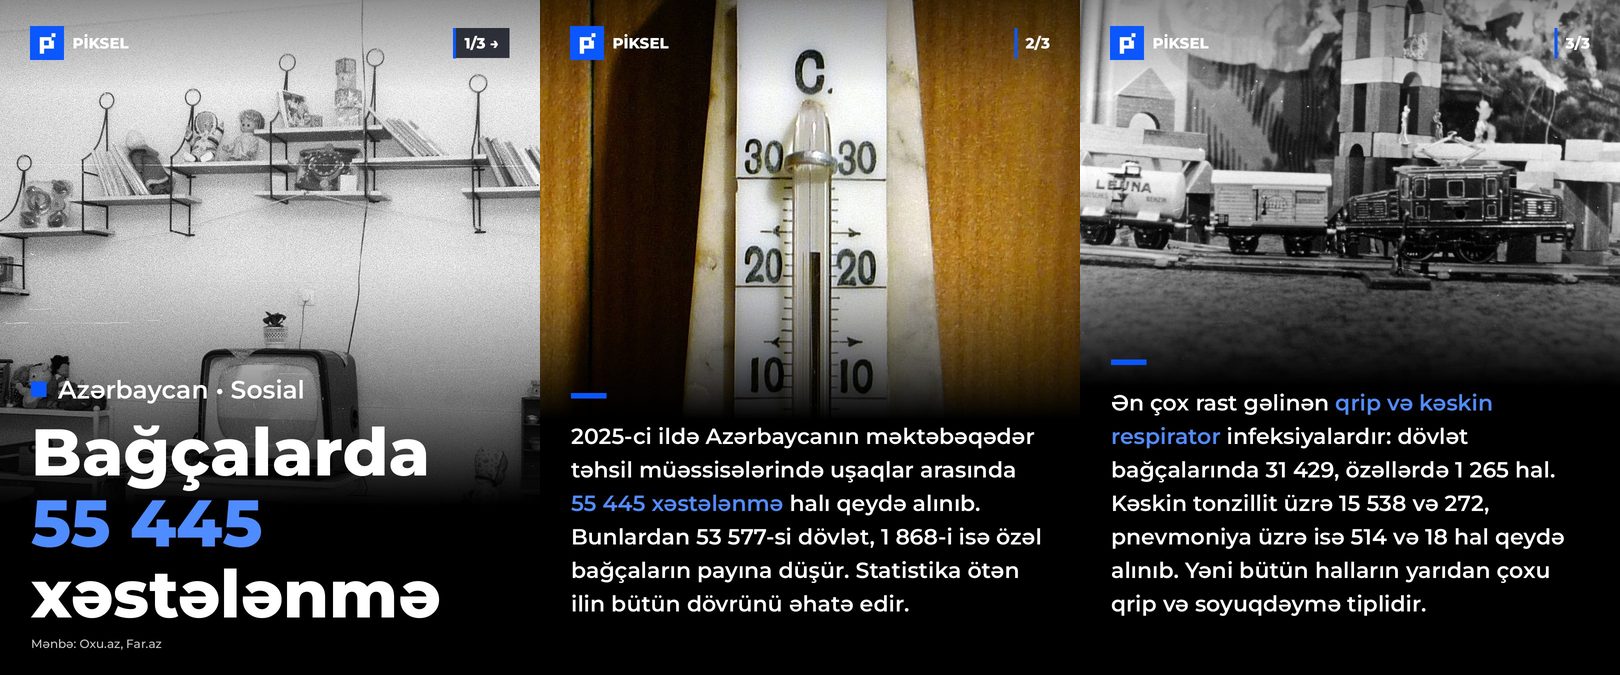 PİKSEL
1/3 →
Azərbaycan • Sosial
Bağçalarda
55 445
xəstələnmə
Mənbə: Oxu.az, Far.az
PİKSEL
2/3
C.
30 30
20 20
10 10
2025-ci ildə Azərbaycanın məktəbəqədər
təhsil müəssisələrində uşaqlar arasında
55 445 xəstələnmə halı qeydə alınıb.
Bunlardan 53 577-si dövlət, 1 868-i isə özəl
bağçaların payına düşür. Statistika ötən
ilin bütün dövrünü əhatə edir.
PİKSEL
3/3
LEUNA
BENZIN
Jamaica
Ən çox rast gəlinən qrip və kəskin
respirator infeksiyalardır: dövlət
bağçalarında 31 429, özəllərdə 1 265 hal.
Kəskin tonzillit üzrə 15 538 və 272,
pnevmoniya üzrə isə 514 və 18 hal qeydə
alınıb. Yəni bütün halların yarıdan çoxu
qrip və soyuqdəymə tiplidir.